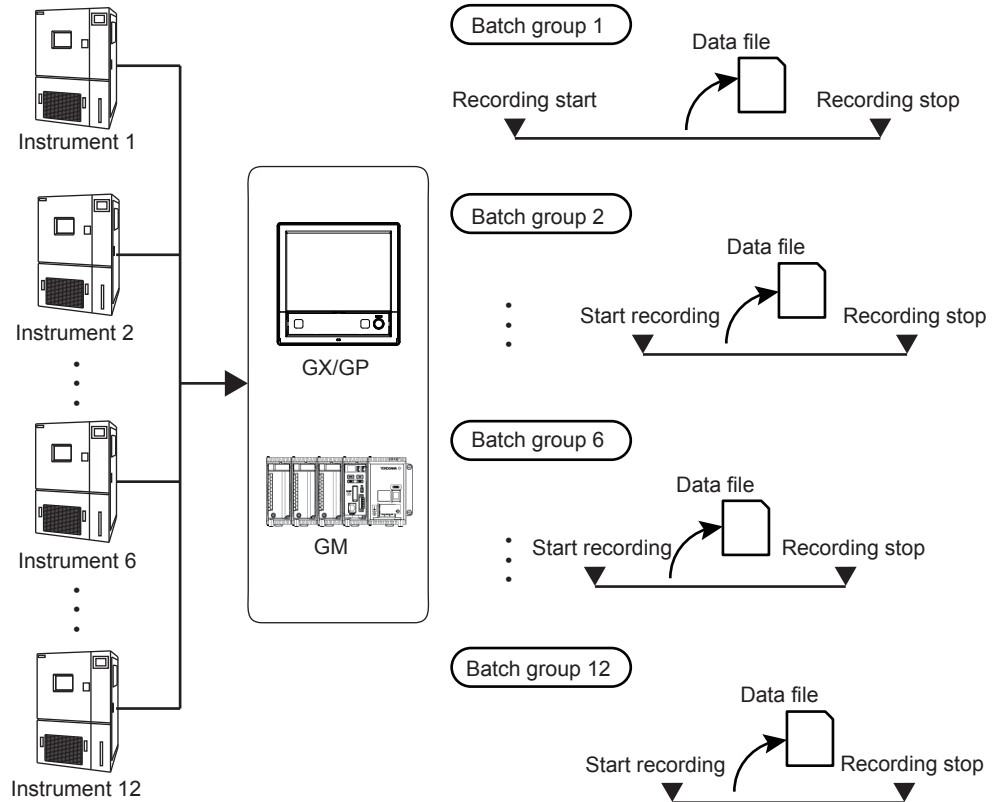 Instrument 1
Instrument 2
Instrument 6
Instrument 12
GX/GP
YOKOGAWA
GM
Batch group 1
Data file
Recording start
Recording stop
Batch group 2
Data file
Start recording
Recording stop
Batch group 6
Data file
Start recording
Recording stop
Batch group 12
Data file
Start recording
Recording stop